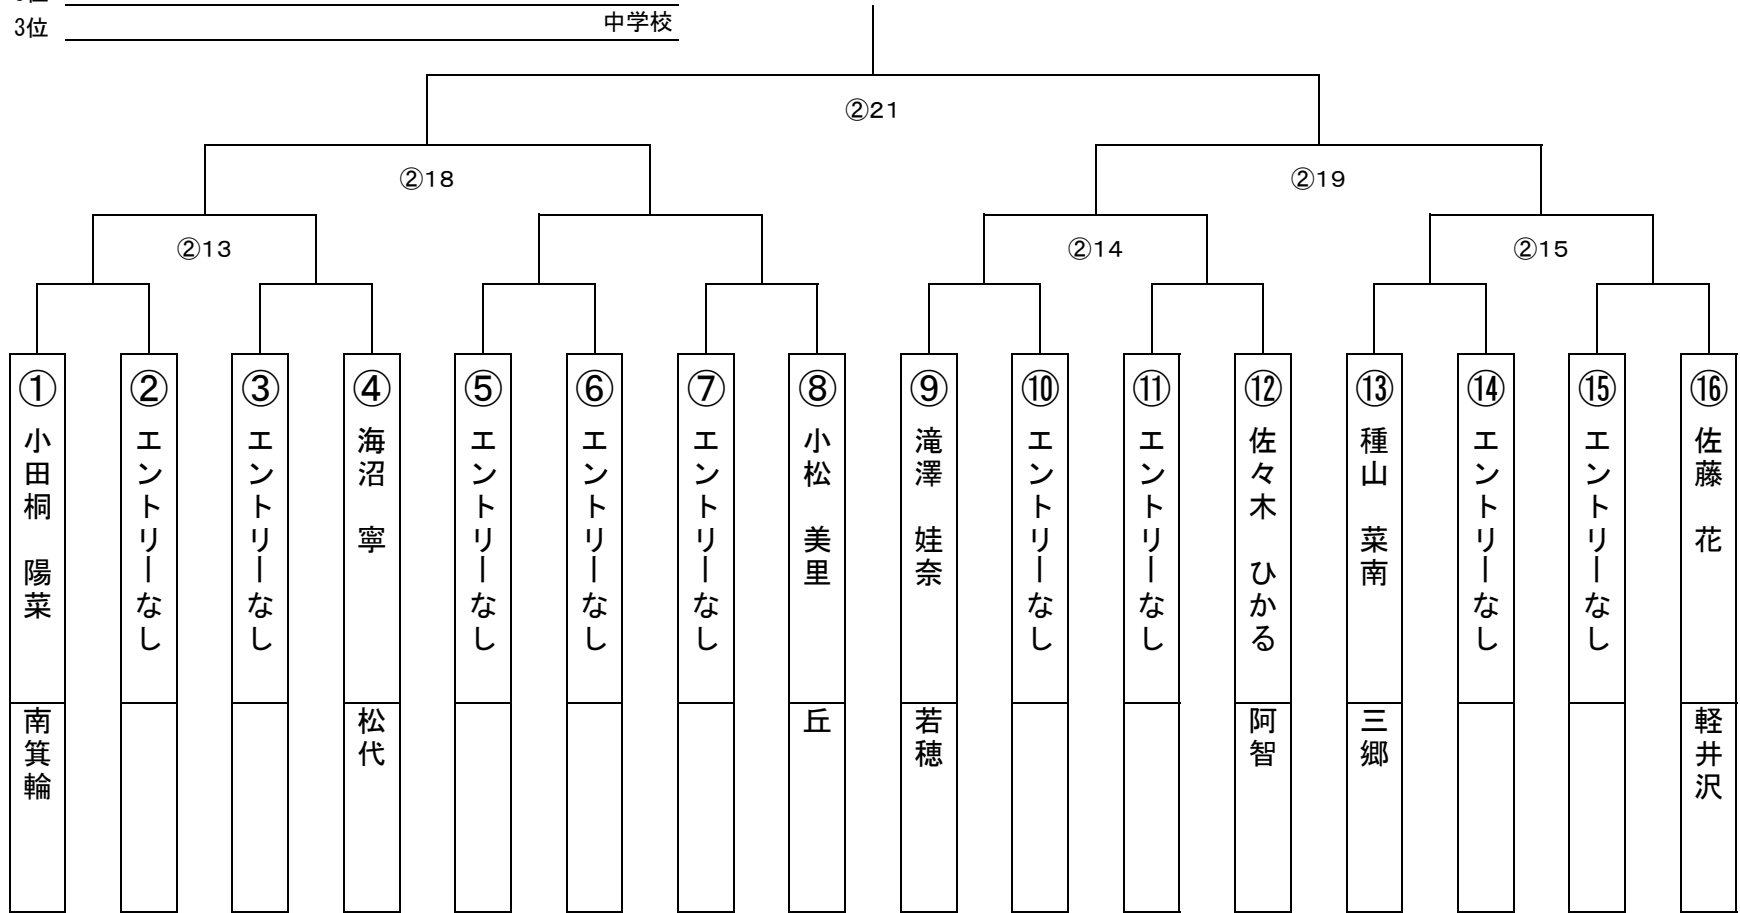 3位
中学校
②21
②18
②19
②13
②14
②15
①
小田桐　陽菜
南箕輪
②
エントリーなし
③
エントリーなし
④
海沼　寧
松代
⑤
エントリーなし
⑥
エントリーなし
⑦
エントリーなし
⑧
小松　美里
丘
⑨
滝澤　娃奈
若穂
⑩
エントリーなし
⑪
エントリーなし
⑫
佐々木　ひかる
阿智
⑬
種山　菜南
三郷
⑭
エントリーなし
⑮
エントリーなし
⑯
佐藤　花
軽井沢